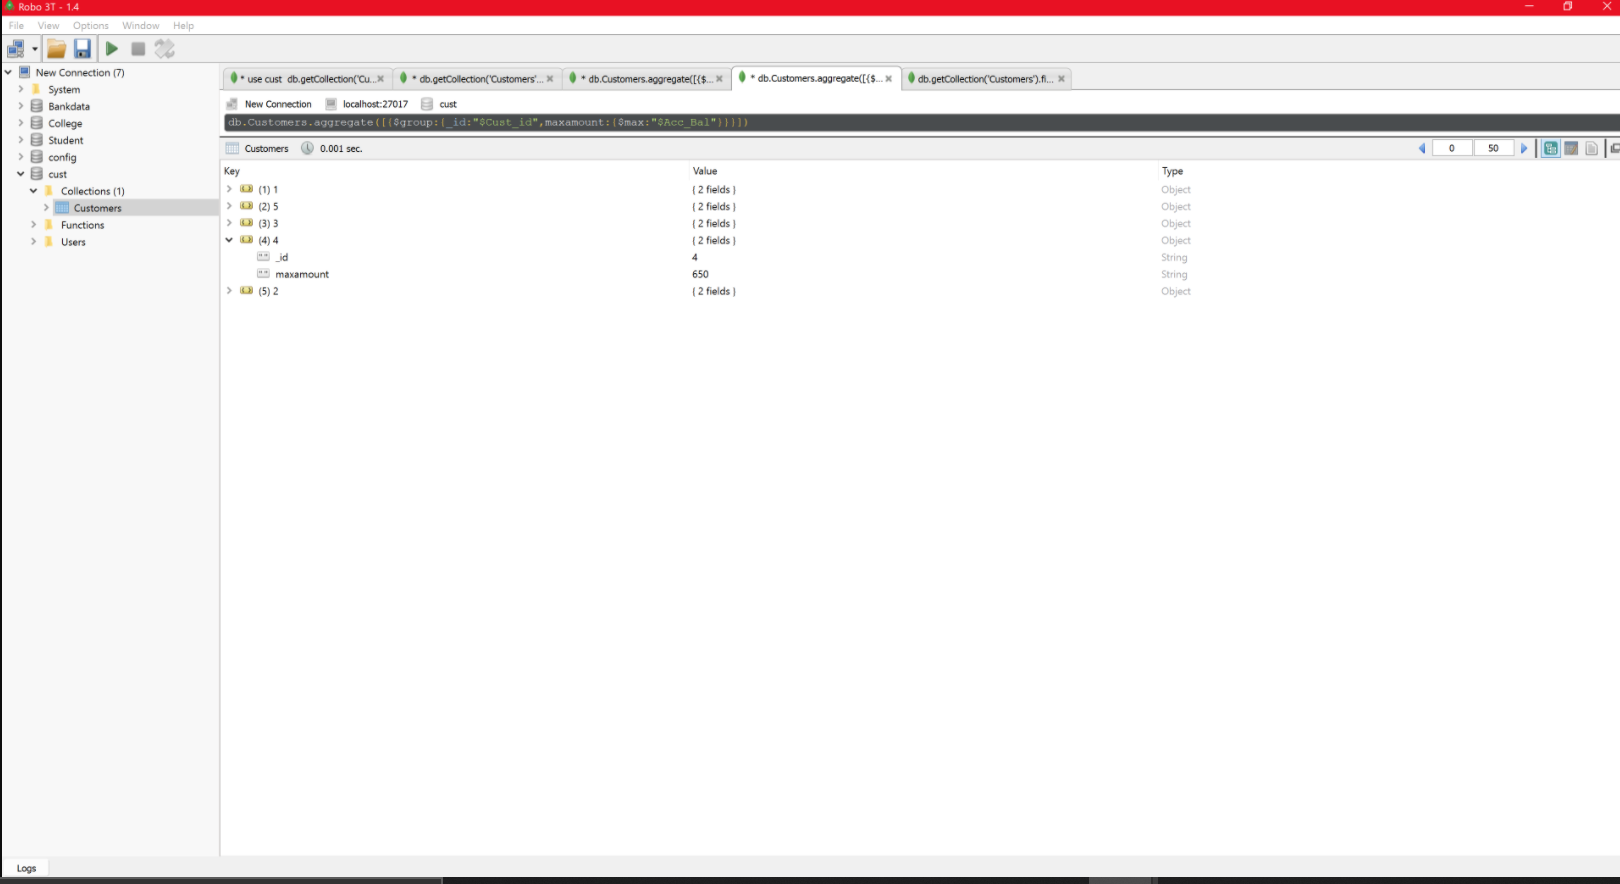 Robo 3T - 1.4
File View Options Window Help
New Connection (7)
System
Bankdata
College
Student
config
cust
Collections (1)
Customers
Functions
Users
* use cust db.getCollection('Cu... * db.getCollection('Customers'... * db.Customers.aggregate([{$... * db.Customers.aggregate([{$... db.getCollection('Customers').fi...
New Connection localhost:27017 cust
db.Customers.aggregate([{$group:{_id:"$Cust_id",maxamount:{$max:"$Acc_Bal"}}}])
Customers 0.001 sec. 0 50
Key Value Type
(1) 1 { 2 fields } Object
(2) 5 { 2 fields } Object
(3) 3 { 2 fields } Object
(4) 4 { 2 fields } Object
_id 4 String
maxamount 650 String
(5) 2 { 2 fields } Object
Logs